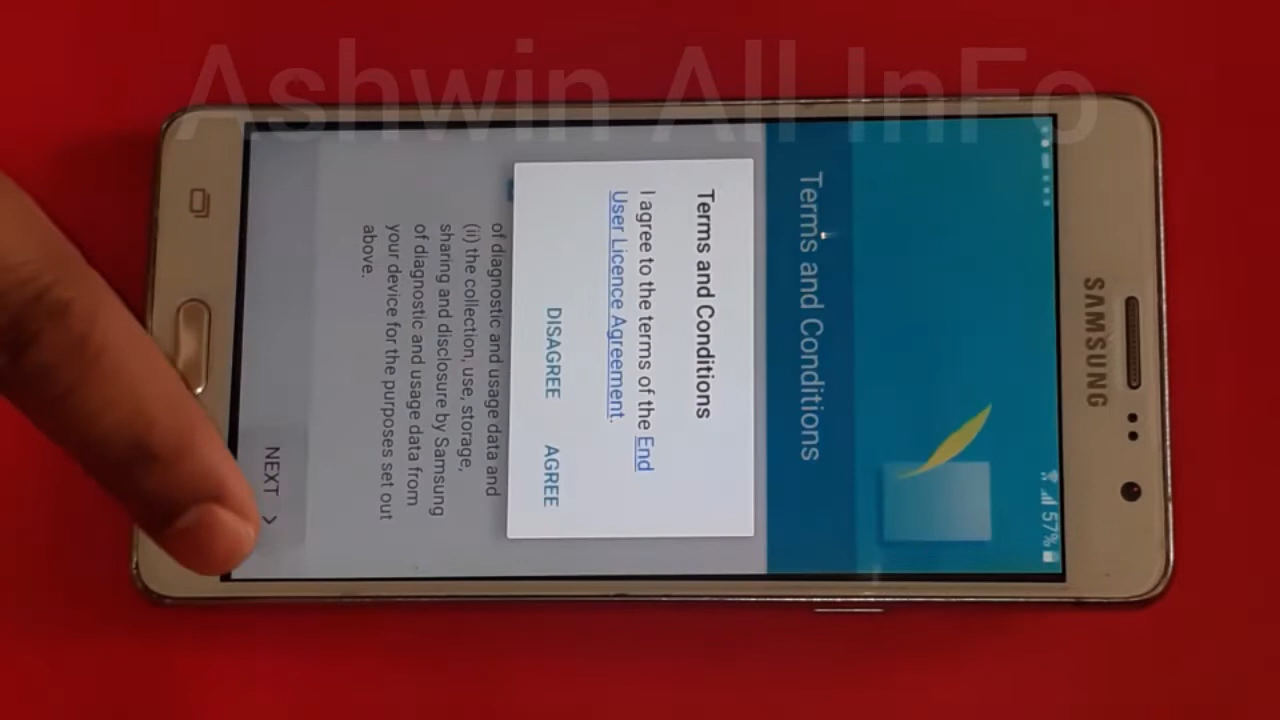 Ashwin All InFo
SAMSUNG
57%
Terms and Conditions
Terms and Conditions
I agree to the terms of the End
User Licence Agreement.
DISAGREE AGREE
of diagnostic and usage data and
(ii) the collection, use, storage,
sharing and disclosure by Samsung
of diagnostic and usage data from
your device for the purposes set out
above.
NEXT >